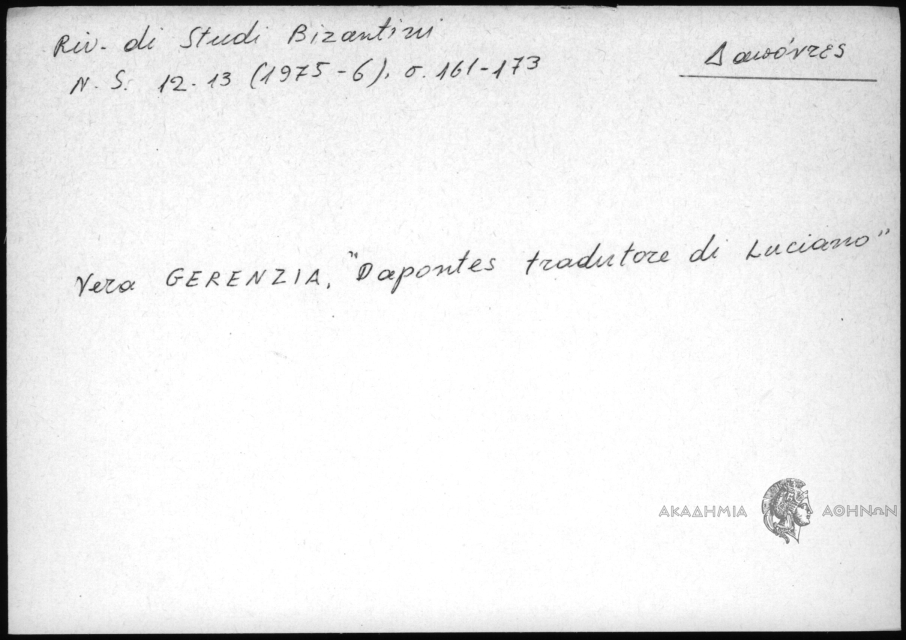 Riv. di Studi Bizantini
N. S. 12-13 (1975-6), σ. 161-173
Δαπόντες
Vera GERENZIA, "Dapontes tradutore di Luciano"
ΑΚΑΔΗΜΙΑ ΑΘΗΝΩΝ